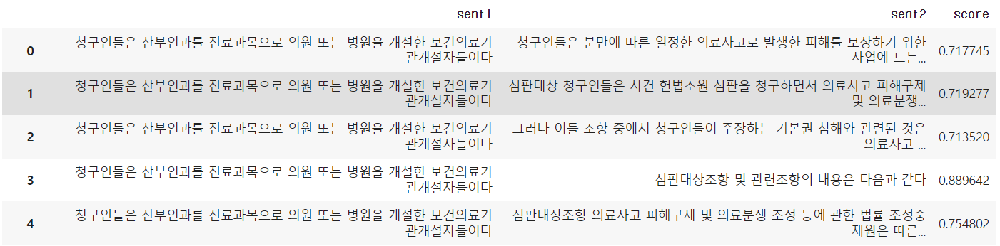 sent1 sent2 score
0 청구인들은 산부인과를 진료과목으로 의원 또는 병원을 개설한 보건의료기 관개설자들이다 청구인들은 분만에 따른 일정한 의료사고로 발생한 피해를 보상하기 위한 사업에 드는... 0.717745
1 청구인들은 산부인과를 진료과목으로 의원 또는 병원을 개설한 보건의료기 관개설자들이다 심판대상 청구인들은 사건 헌법소원 심판을 청구하면서 의료사고 피해구제 및 의료분쟁... 0.719277
2 청구인들은 산부인과를 진료과목으로 의원 또는 병원을 개설한 보건의료기 관개설자들이다 그러나 이들 조항 중에서 청구인들이 주장하는 기본권 침해와 관련된 것은 의료사고 ... 0.713520
3 청구인들은 산부인과를 진료과목으로 의원 또는 병원을 개설한 보건의료기 관개설자들이다 심판대상조항 및 관련조항의 내용은 다음과 같다 0.889642
4 청구인들은 산부인과를 진료과목으로 의원 또는 병원을 개설한 보건의료기 관개설자들이다 심판대상조항 의료사고 피해구제 및 의료분쟁 조정 등에 관한 법률 조정중 재원은 따른... 0.754802